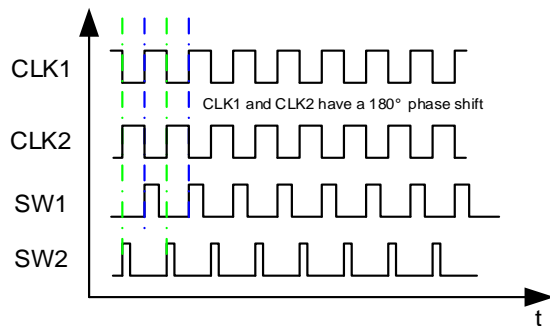 CLK1
CLK1 and CLK2 have a 180° phase shift
CLK2
SW1
SW2
t